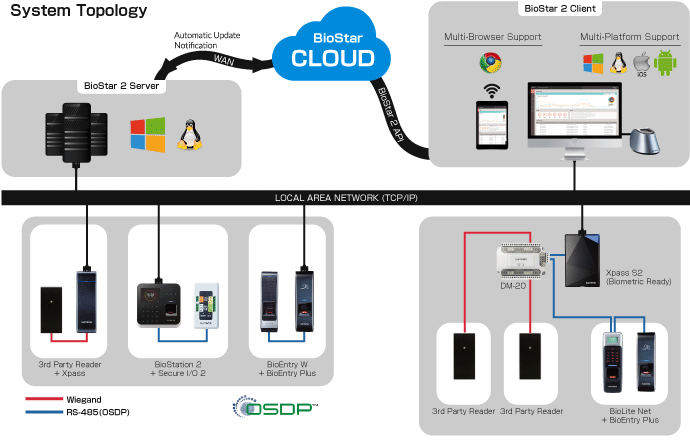 System Topology
Automatic Update
Notification
WAN
BioStar
CLOUD
BioStar 2 API
BioStar 2 Client
Multi-Browser Support
Multi-Platform Support
iOS
BioStar 2 Server
LOCAL AREA NETWORK (TCP/IP)
3rd Party Reader
+ Xpass
BioStation 2
+ Secure I/O 2
BioEntry W
+ BioEntry Plus
DM-20
Xpass S2
(Biometric Ready)
3rd Party Reader
3rd Party Reader
BioLite Net
+ BioEntry Plus
Wiegand
RS-485(OSDP)
OSDP™